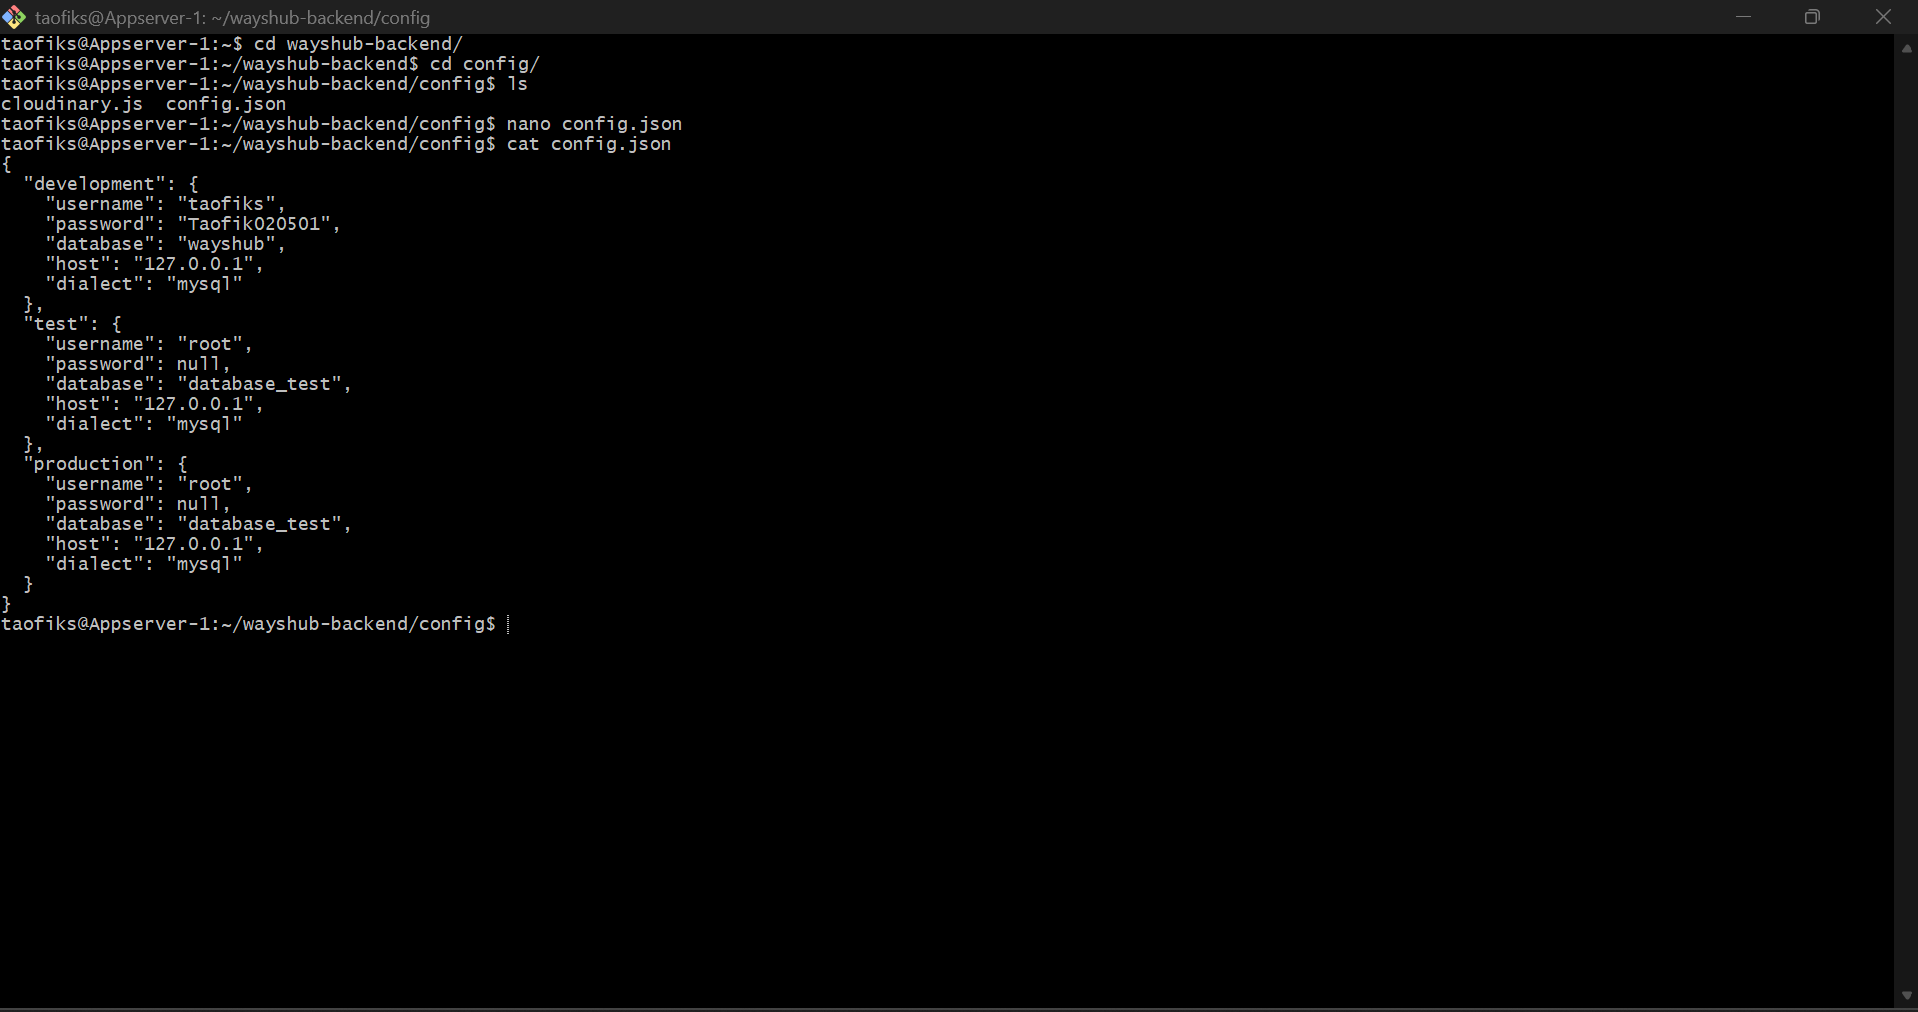 taofiks@Appserver-1: ~/wayshub-backend/config
taofiks@Appserver-1:~$ cd wayshub-backend/
taofiks@Appserver-1:~/wayshub-backend$ cd config/
taofiks@Appserver-1:~/wayshub-backend/config$ ls
cloudinary.js  config.json
taofiks@Appserver-1:~/wayshub-backend/config$ nano config.json
taofiks@Appserver-1:~/wayshub-backend/config$ cat config.json
{
  "development": {
    "username": "taofiks",
    "password": "Taofik020501",
    "database": "wayshub",
    "host": "127.0.0.1",
    "dialect": "mysql"
  },
  "test": {
    "username": "root",
    "password": null,
    "database": "database_test",
    "host": "127.0.0.1",
    "dialect": "mysql"
  },
  "production": {
    "username": "root",
    "password": null,
    "database": "database_test",
    "host": "127.0.0.1",
    "dialect": "mysql"
  }
}
taofiks@Appserver-1:~/wayshub-backend/config$